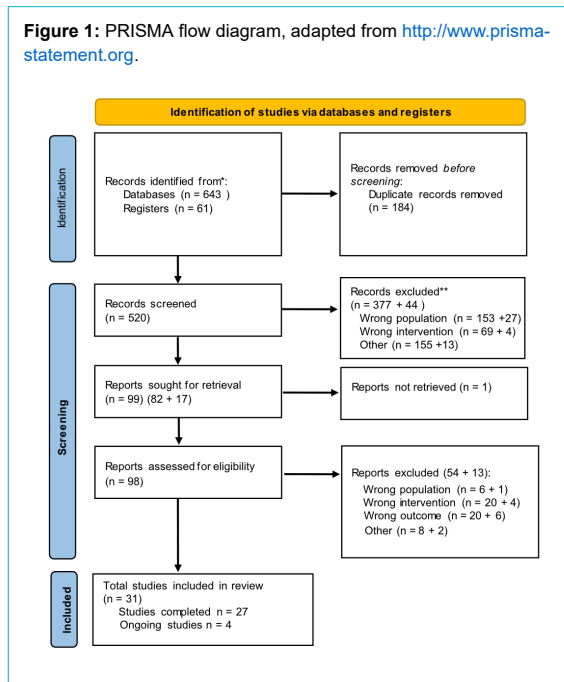 Figure 1: PRISMA flow diagram, adapted from http://www.prisma-
statement.org.
Identification of studies via databases and registers
Identification
Records identified from*:
Databases (n = 643 )
Registers (n = 61)
Records removed before
screening:
Duplicate records removed
(n = 184)
Screening
Records screened
(n = 520)
Records excluded**
(n = 377 + 44 )
Wrong population (n = 153 +27)
Wrong intervention (n = 69 + 4)
Other (n = 155 +13)
Reports sought for retrieval
(n = 99) (82 + 17)
Reports not retrieved (n = 1)
Reports assessed for eligibility
(n = 98)
Reports excluded (54 + 13):
Wrong population (n = 6 + 1)
Wrong intervention (n = 20 + 4)
Wrong outcome (n = 20 + 6)
Other (n = 8 + 2)
Included
Total studies included in review
(n = 31)
Studies completed n = 27
Ongoing studies n = 4